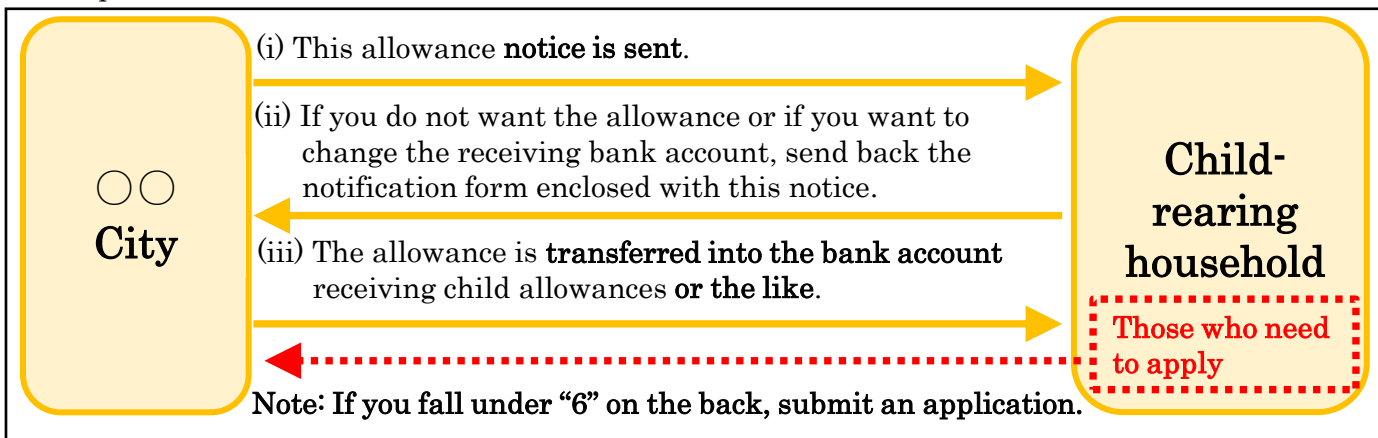 (i) This allowance notice is sent.
(ii) If you do not want the allowance or if you want to
change the receiving bank account, send back the
notification form enclosed with this notice.
(iii) The allowance is transferred into the bank account
receiving child allowances or the like.
Note: If you fall under “6” on the back, submit an application.
○○
City
Child-
rearing
household
Those who need
to apply